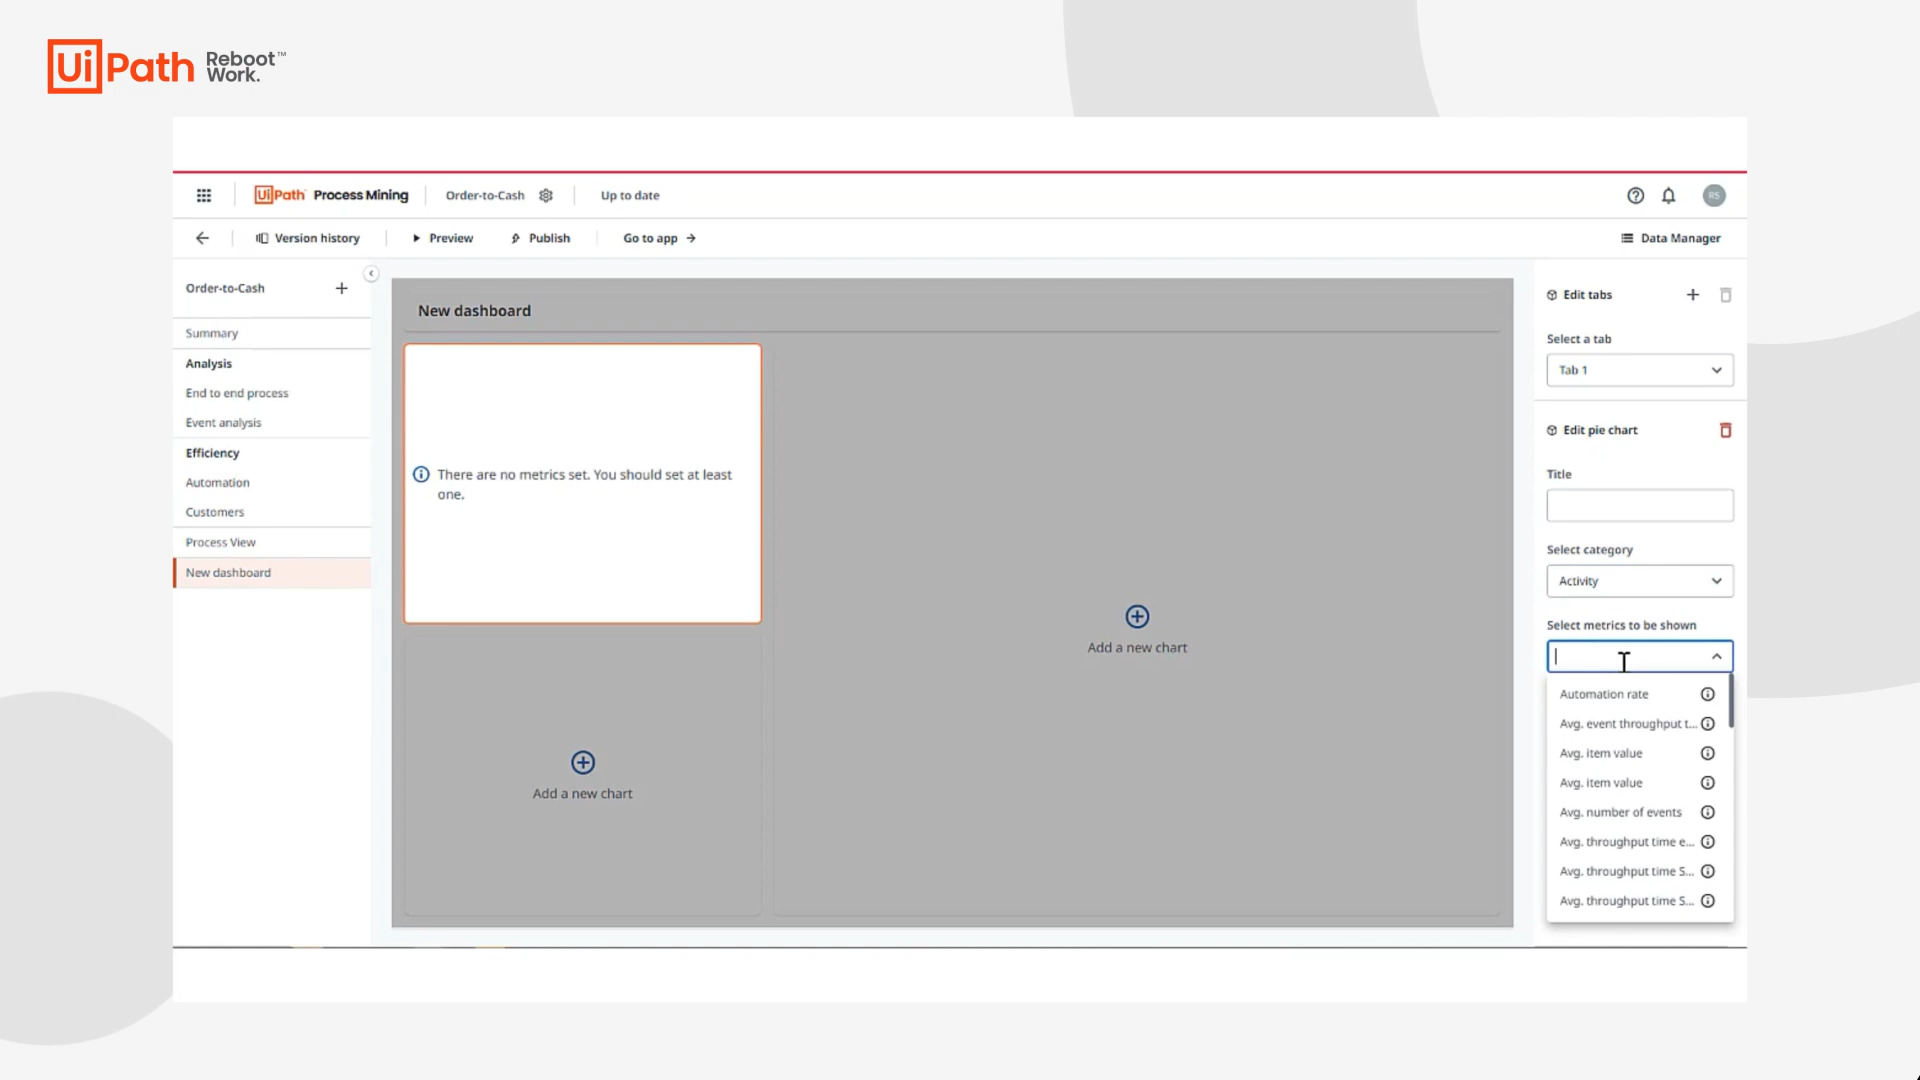 UiPath Reboot™
Work.
UiPath Process Mining
Order-to-Cash
Up to date
RS
Version history
Preview
Publish
Go to app
Data Manager
Order-to-Cash
Summary
Analysis
End to end process
Event analysis
Efficiency
Automation
Customers
Process View
New dashboard
New dashboard
There are no metrics set. You should set at least
one.
Add a new chart
Add a new chart
Edit tabs
Select a tab
Tab 1
Edit pie chart
Title
Select category
Activity
Select metrics to be shown
Automation rate
Avg. event throughput t...
Avg. item value
Avg. item value
Avg. number of events
Avg. throughput time e...
Avg. throughput time S...
Avg. throughput time S...